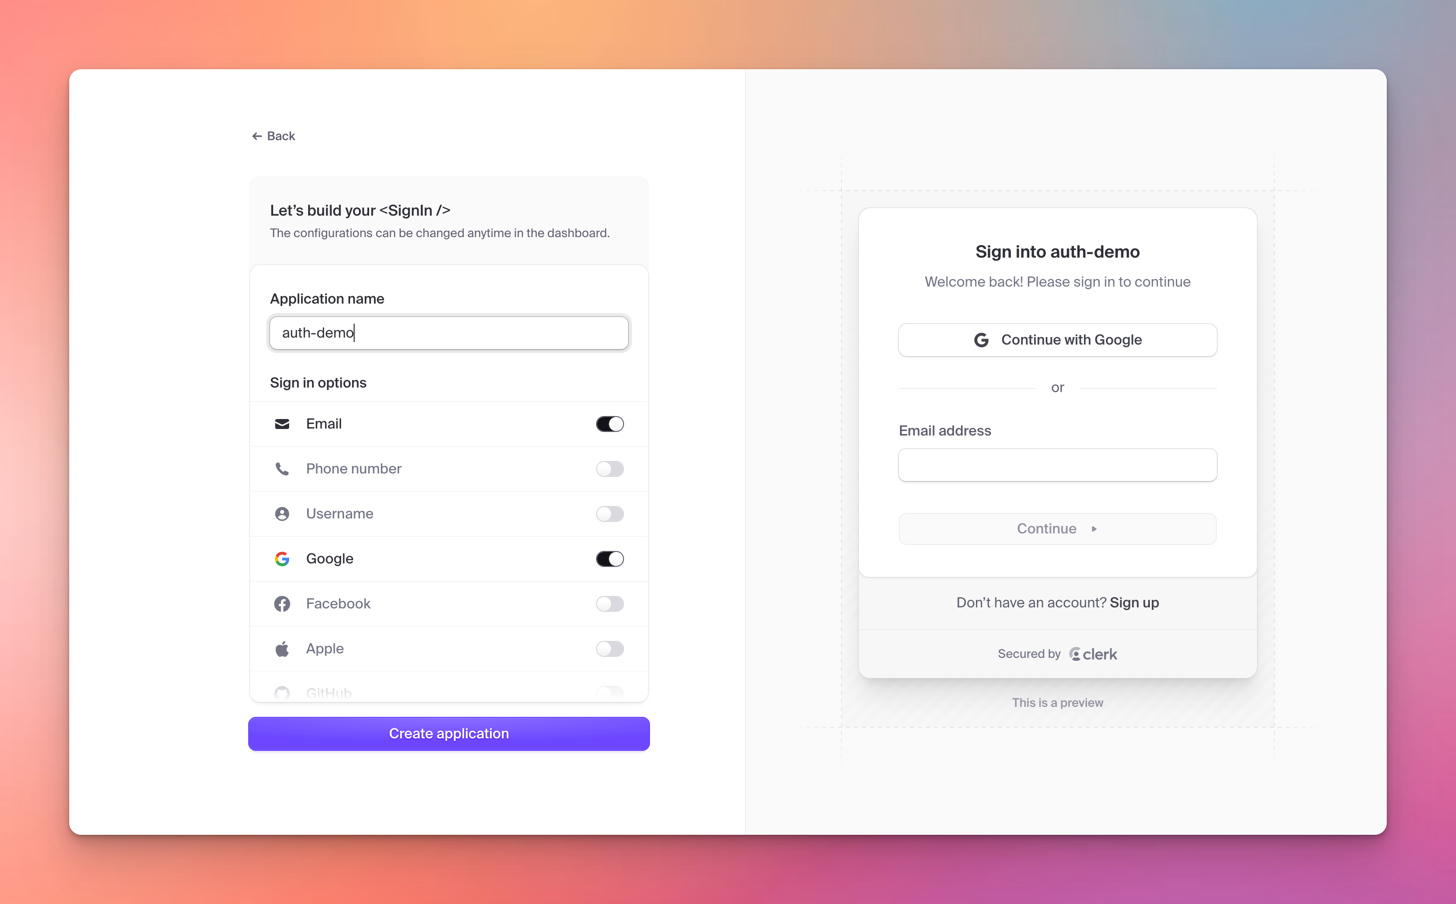 ← Back
Let’s build your <SignIn />
The configurations can be changed anytime in the dashboard.
Application name
auth-demo
Sign in options
Email
Phone number
Username
Google
Facebook
Apple
GitHub
Create application
Sign into auth-demo
Welcome back! Please sign in to continue
Continue with Google
or
Email address
Continue
Don’t have an account? Sign up
Secured by clerk
This is a preview